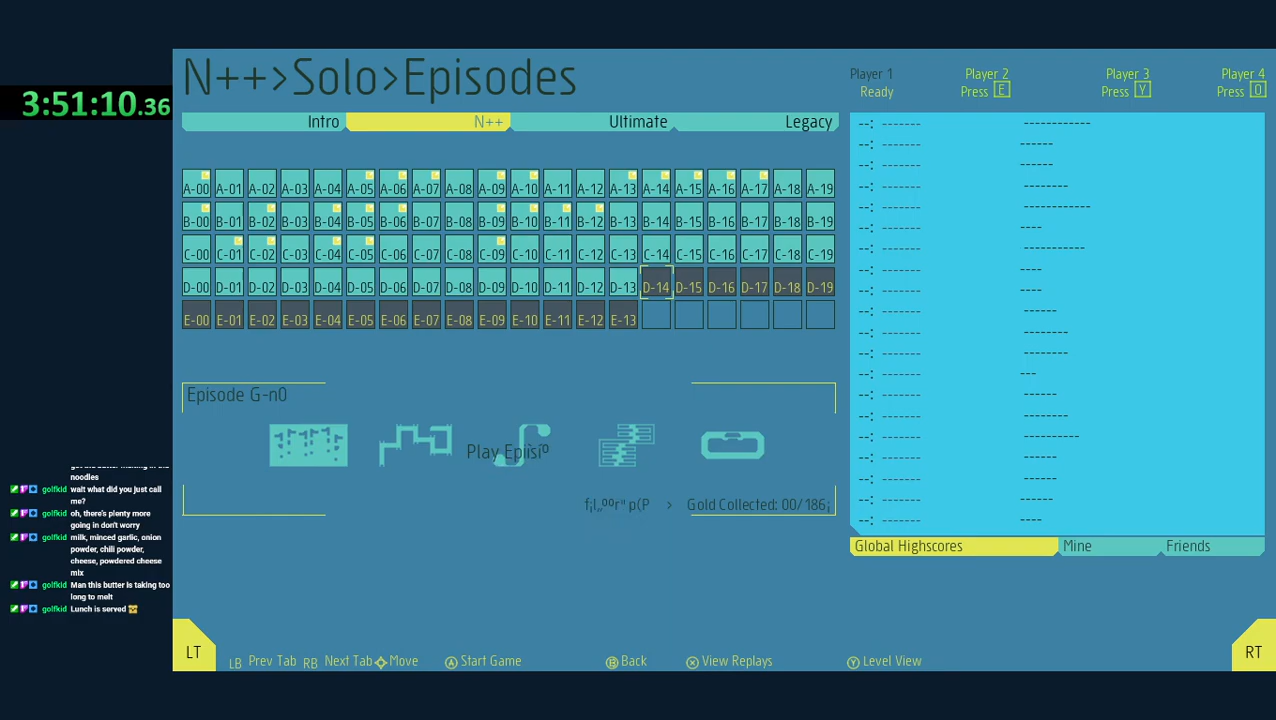 N++>Solo>Episodes
Player 1
Ready
Player 2
Press E
Player 3
Press Y
Player 4
Press O
3:51:10.36
Intro
N++
Ultimate
Legacy
A-00 A-01 A-02 A-03 A-04 A-05 A-06 A-07 A-08 A-09 A-10 A-11 A-12 A-13 A-14 A-15 A-16 A-17 A-18 A-19
B-00 B-01 B-02 B-03 B-04 B-05 B-06 B-07 B-08 B-09 B-10 B-11 B-12 B-13 B-14 B-15 B-16 B-17 B-18 B-19
C-00 C-01 C-02 C-03 C-04 C-05 C-06 C-07 C-08 C-09 C-10 C-11 C-12 C-13 C-14 C-15 C-16 C-17 C-18 C-19
D-00 D-01 D-02 D-03 D-04 D-05 D-06 D-07 D-08 D-09 D-10 D-11 D-12 D-13 D-14 D-15 D-16 D-17 D-18 D-19
E-00 E-01 E-02 E-03 E-04 E-05 E-06 E-07 E-08 E-09 E-10 E-11 E-12 E-13
Episode G-n0
Play
> Gold Collected: 00/186¡
Global Highscores
Mine
Friends
noodles
golfkid wait what did you just call
me?
golfkid oh, there's plenty more
going in don't worry
golfkid milk, minced garlic, onion
powder, chili powder,
cheese, powdered cheese
mix
golfkid Man this butter is taking too
long to melt
golfkid Lunch is served
LT
LB Prev Tab RB Next Tab Move A Start Game B Back X View Replays Y Level View
RT